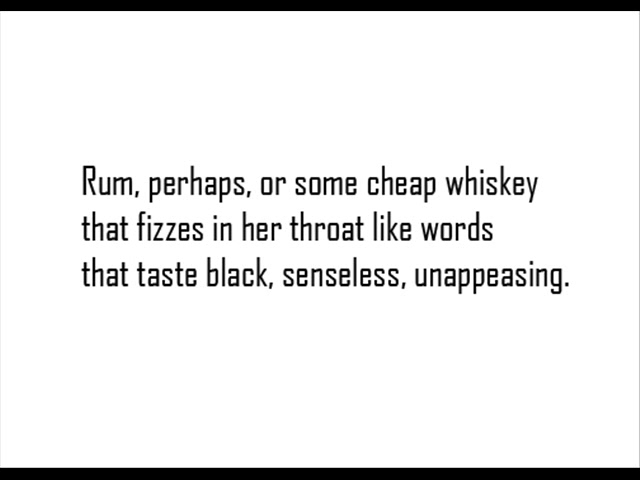 Rum, perhaps, or some cheap whiskey
that fizzes in her throat like words
that taste black, senseless, unappeasing.